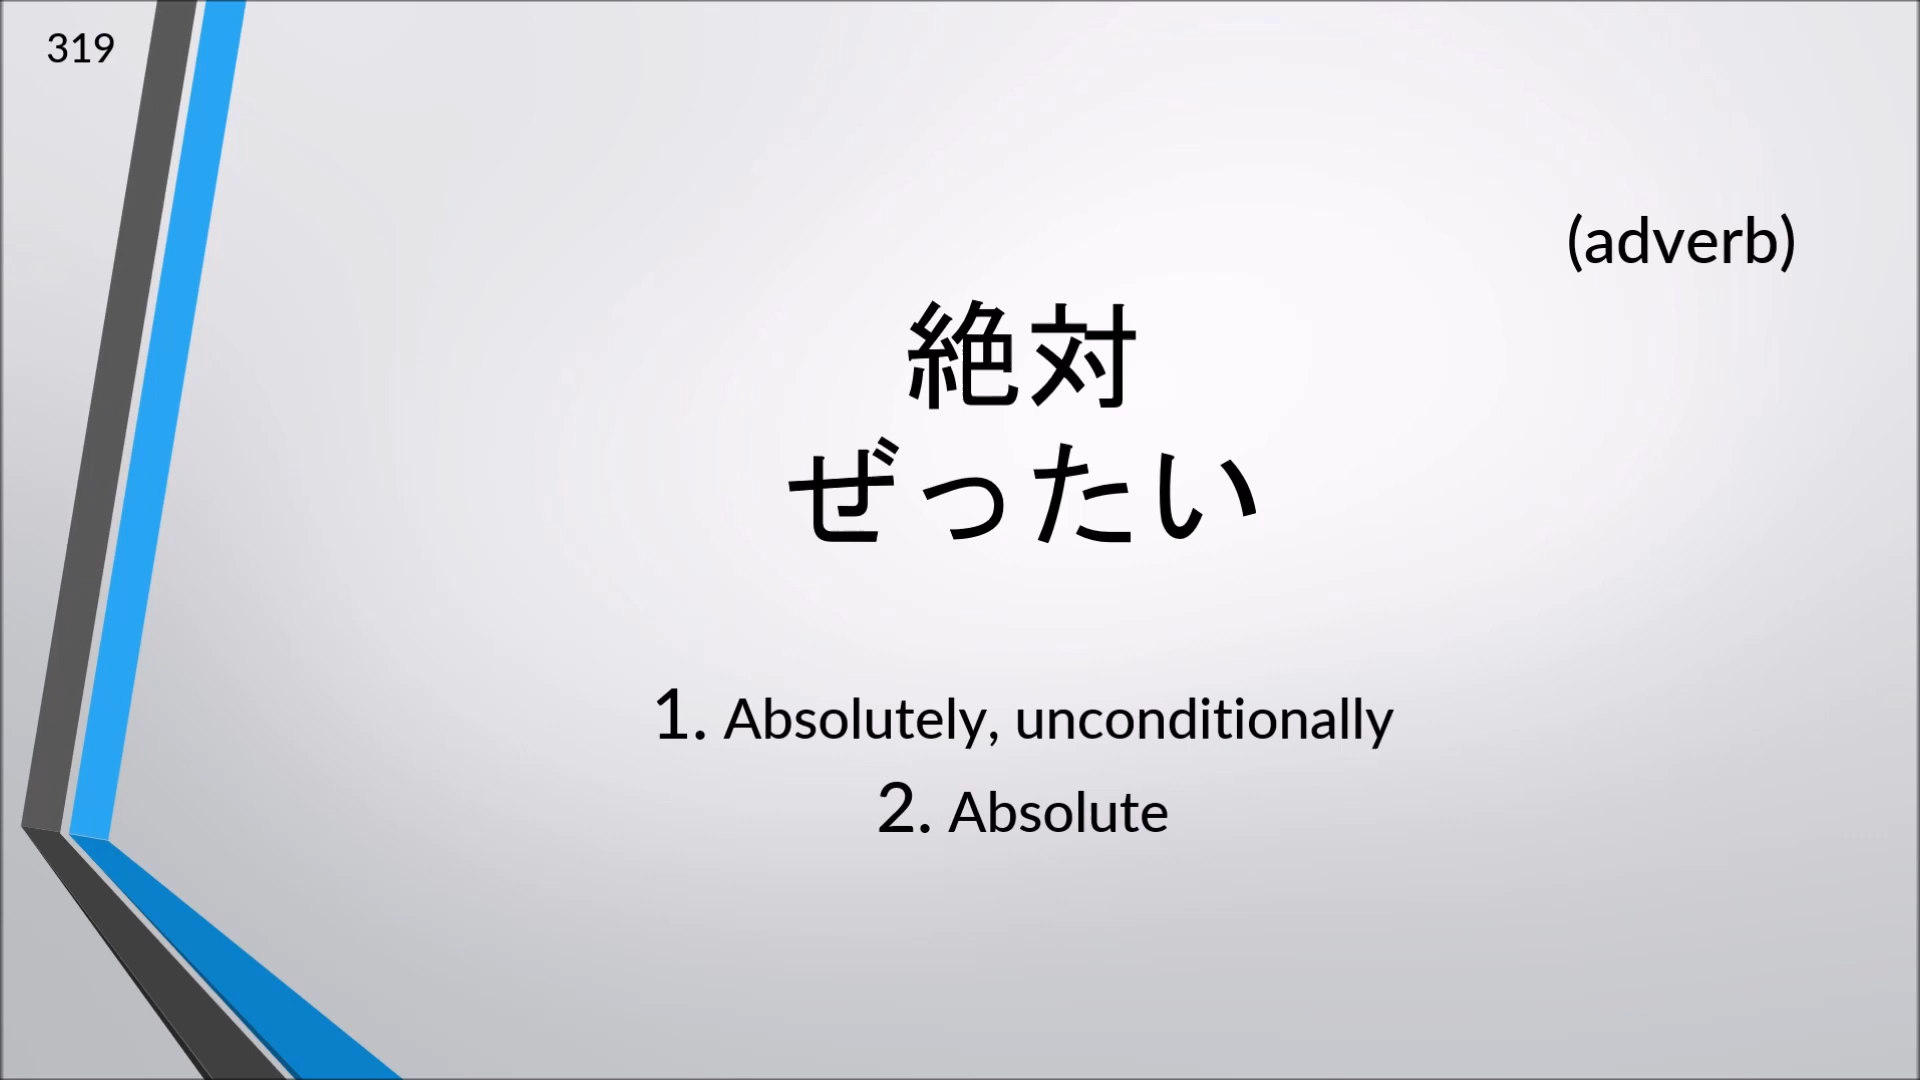 319
(adverb)
絶対
ぜったい
1. Absolutely, unconditionally
2. Absolute